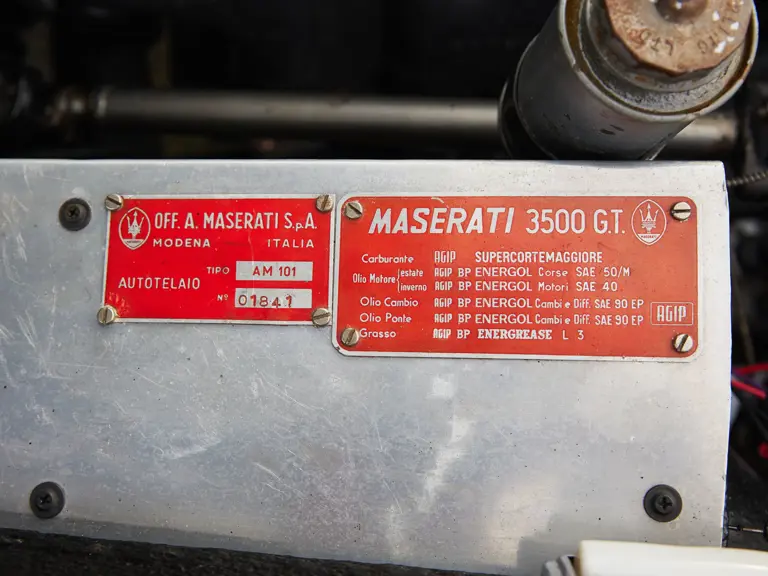 OFF. A. MASERATI S.p.A.
MODENA ITALIA
AUTOTELAIO
TIPO AM 101
No 01841
MASERATI 3500 G.T.
Carburante AGIP SUPERCORTEMAGGIORE
Olio Motore estate AGIP BP ENERGOL Corse SAE 50/M
inverno AGIP BP ENERGOL Motori SAE 40
Olio Cambio AGIP BP ENERGOL Cambi e Diff. SAE 90 EP
Olio Ponte AGIP BP ENERGOL Cambi e Diff. SAE 90 EP
Grasso AGIP BP ENERGREASE L 3
AGIP